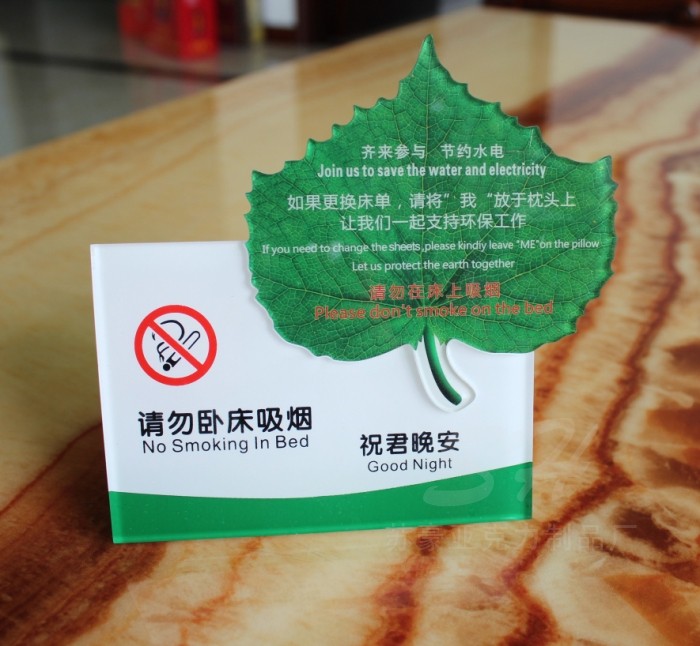 齐来参与 节约水电
Join us to save the water and electricity
如果更换床单，请将”我“放于枕头上
让我们一起支持环保工作
If you need to change the sheets,please kindly leave "ME"on the pillow
Let us protect the earth together
请勿在床上吸烟
Please don't smoke on the bed
请勿卧床吸烟
No Smoking In Bed
祝君晚安
Good Night